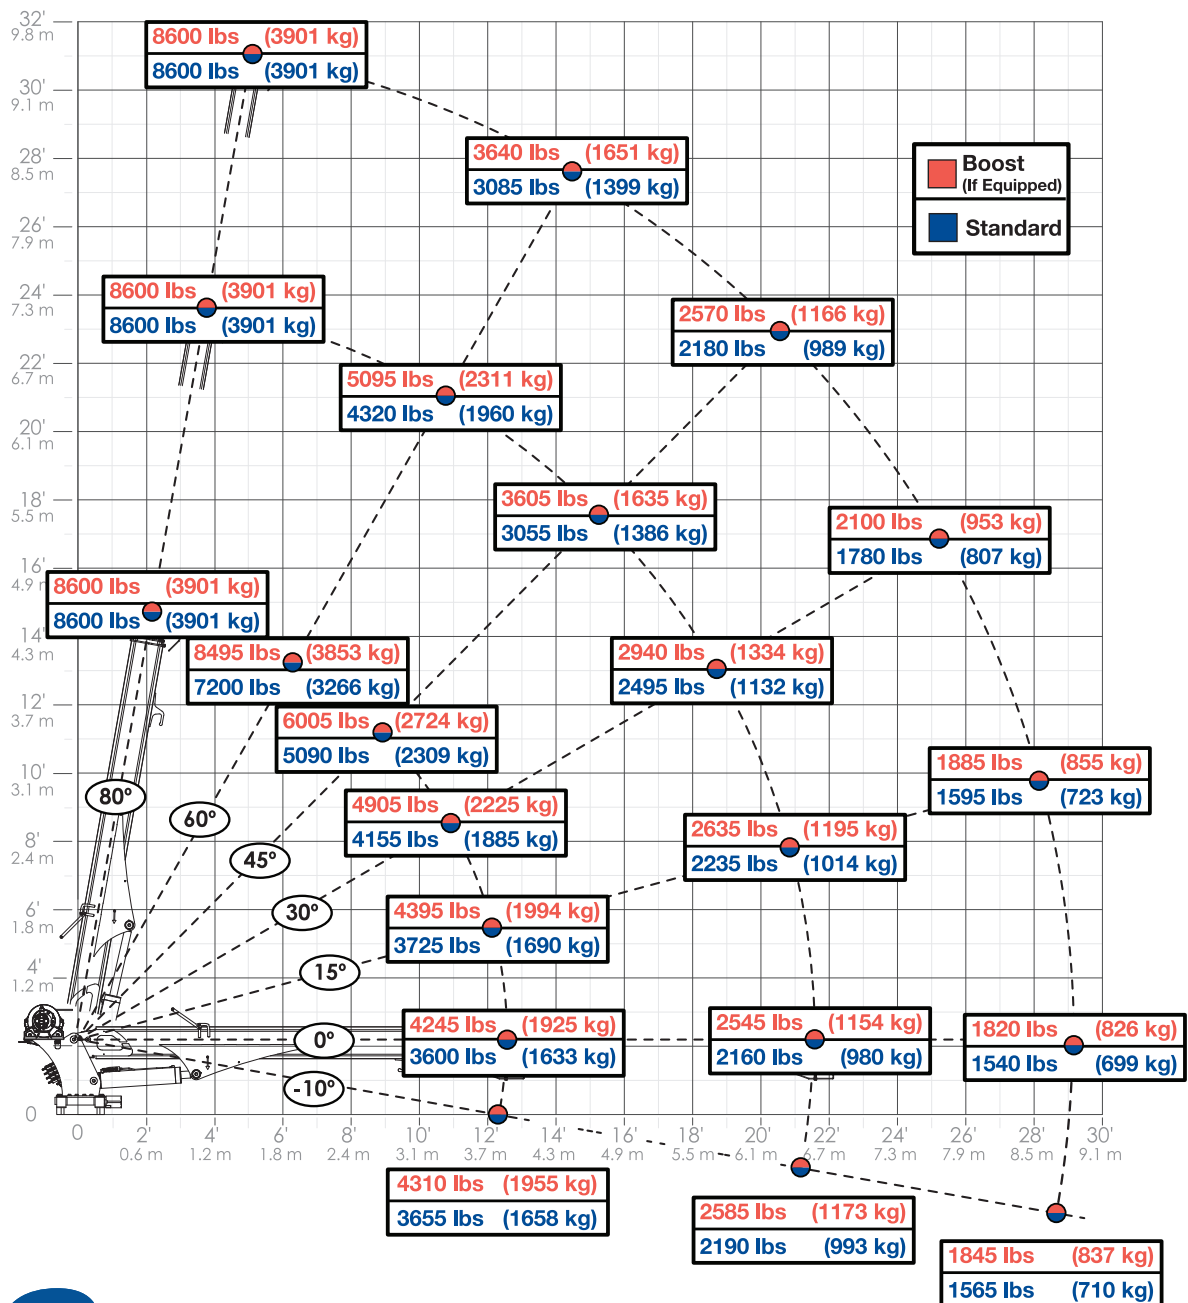 32'
9.8 m
8600 lbs (3901 kg)
8600 lbs (3901 kg)
30'
9.1 m
28'
8.5 m
3640 lbs (1651 kg)
3085 lbs (1399 kg)
Boost
(If Equipped)
Standard
26'
7.9 m
24'
7.3 m
8600 lbs (3901 kg)
8600 lbs (3901 kg)
2570 lbs (1166 kg)
2180 lbs (989 kg)
22'
6.7 m
5095 lbs (2311 kg)
4320 lbs (1960 kg)
20'
6.1 m
18'
5.5 m
3605 lbs (1635 kg)
3055 lbs (1386 kg)
2100 lbs (953 kg)
1780 lbs (807 kg)
16'
4.9 m
8600 lbs (3901 kg)
8600 lbs (3901 kg)
14'
4.3 m
8495 lbs (3853 kg)
7200 lbs (3266 kg)
2940 lbs (1334 kg)
2495 lbs (1132 kg)
12'
3.7 m
6005 lbs (2724 kg)
5090 lbs (2309 kg)
10'
3.1 m
1885 lbs (855 kg)
1595 lbs (723 kg)
80º
60º
4905 lbs (2225 kg)
4155 lbs (1885 kg)
8'
2.4 m
2635 lbs (1195 kg)
2235 lbs (1014 kg)
45º
6'
1.8 m
30º
4395 lbs (1994 kg)
3725 lbs (1690 kg)
4'
1.2 m
15º
0º
4245 lbs (1925 kg)
3600 lbs (1633 kg)
2545 lbs (1154 kg)
2160 lbs (980 kg)
1820 lbs (826 kg)
1540 lbs (699 kg)
-10º
0
0 2' 4' 6' 8' 10' 12' 14' 16' 18' 20' 22' 24' 26' 28' 30'
0.6 m 1.2 m 1.8 m 2.4 m 3.1 m 3.7 m 4.3 m 4.9 m 5.5 m 6.1 m 6.7 m 7.3 m 7.9 m 8.5 m 9.1 m
4310 lbs (1955 kg)
3655 lbs (1658 kg)
2585 lbs (1173 kg)
2190 lbs (993 kg)
1845 lbs (837 kg)
1565 lbs (710 kg)